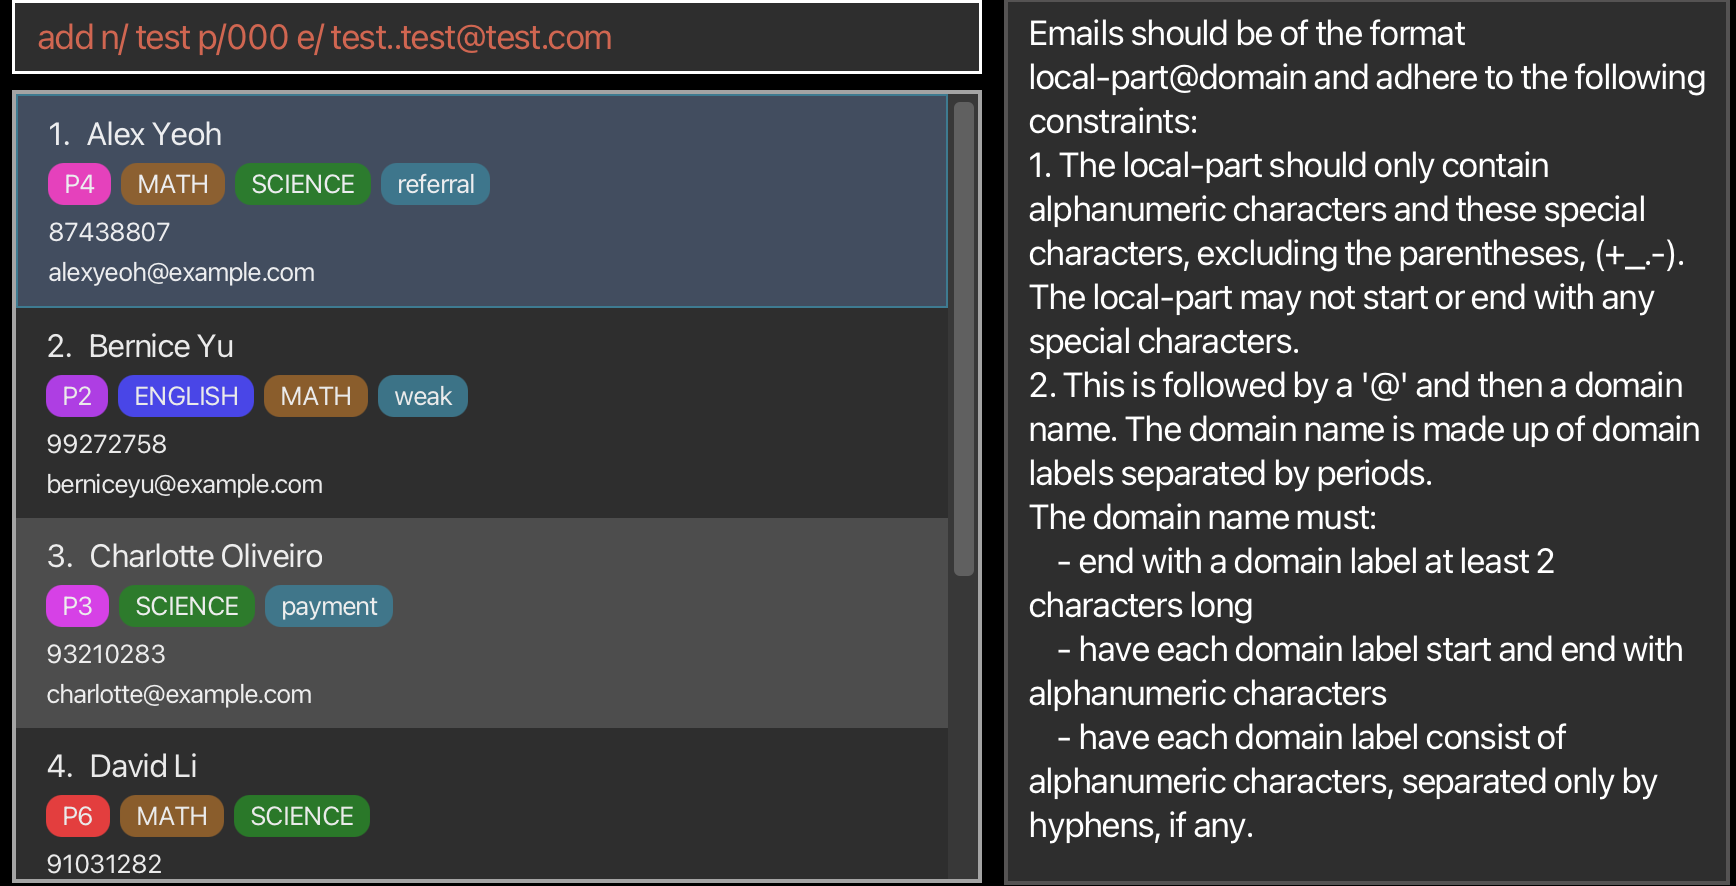 add n/ test p/000 e/ test..test@test.com
1. Alex Yeoh
P4 MATH SCIENCE referral
87438807
alexyeoh@example.com
2. Bernice Yu
P2 ENGLISH MATH weak
99272758
berniceyu@example.com
3. Charlotte Oliveiro
P3 SCIENCE payment
93210283
charlotte@example.com
4. David Li
P6 MATH SCIENCE
91031282
Emails should be of the format
local-part@domain and adhere to the following
constraints:
1. The local-part should only contain
alphanumeric characters and these special
characters, excluding the parentheses, (+_.-).
The local-part may not start or end with any
special characters.
2. This is followed by a '@' and then a domain
name. The domain name is made up of domain
labels separated by periods.
The domain name must:
- end with a domain label at least 2
characters long
- have each domain label start and end with
alphanumeric characters
- have each domain label consist of
alphanumeric characters, separated only by
hyphens, if any.